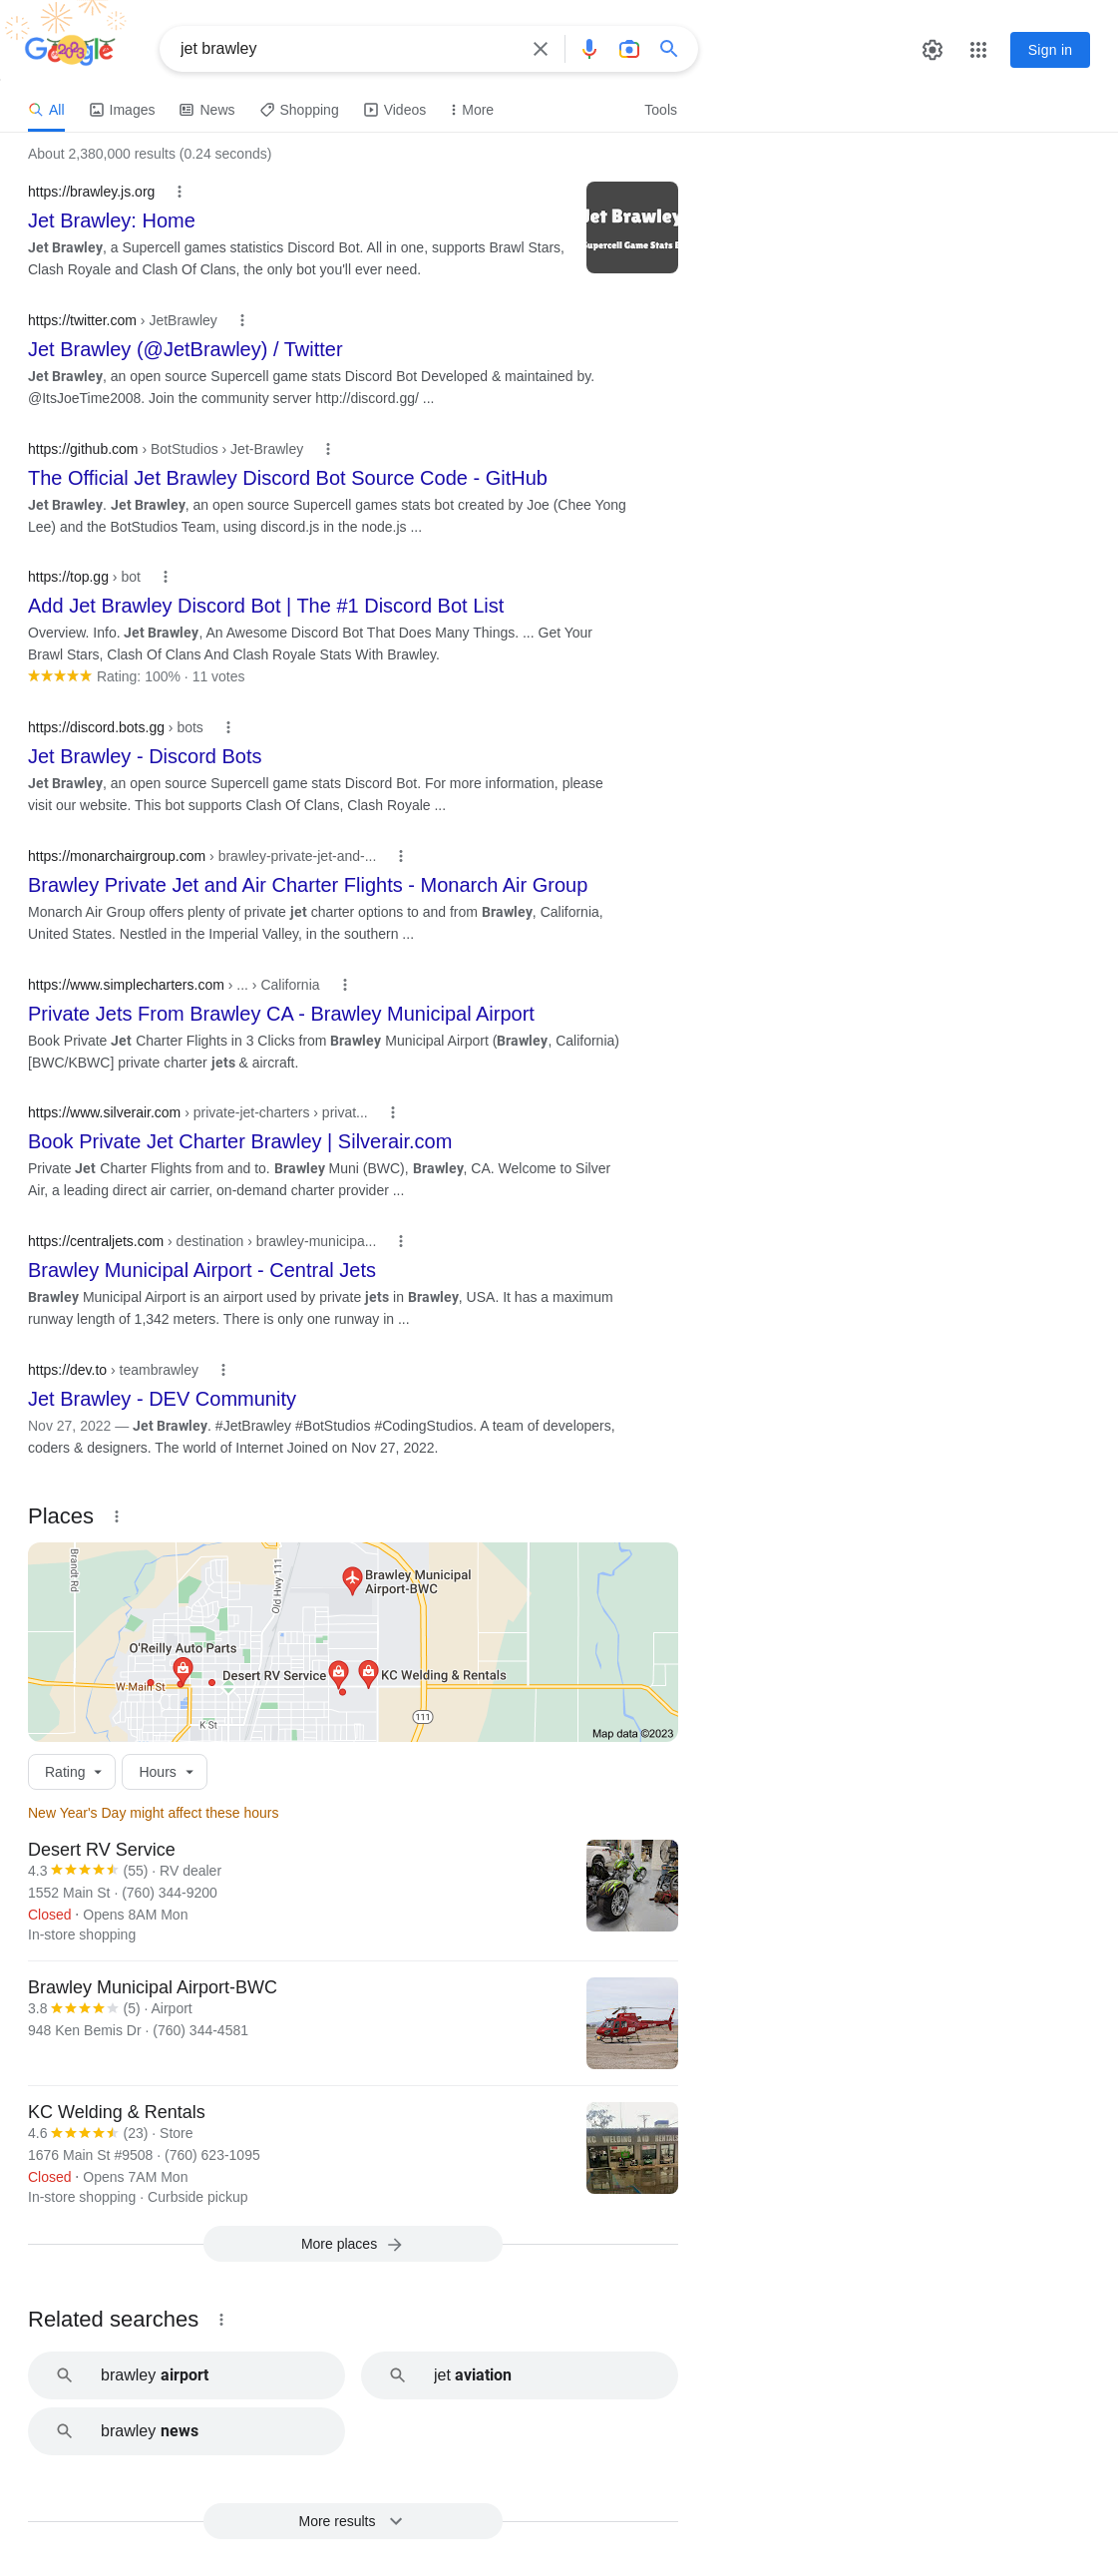 Google
2023
jet brawley
Sign in
All
Images
News
Shopping
Videos
More
Tools
About 2,380,000 results (0.24 seconds)
https://brawley.js.org
Jet Brawley: Home
Jet Brawley, a Supercell games statistics Discord Bot. All in one, supports Brawl Stars,
Clash Royale and Clash Of Clans, the only bot you'll ever need.
Jet Brawley
Supercell Game Stats
https://twitter.com › JetBrawley
Jet Brawley (@JetBrawley) / Twitter
Jet Brawley, an open source Supercell game stats Discord Bot Developed & maintained by.
@ItsJoeTime2008. Join the community server http://discord.gg/ ...
https://github.com › BotStudios › Jet-Brawley
The Official Jet Brawley Discord Bot Source Code - GitHub
Jet Brawley. Jet Brawley, an open source Supercell games stats bot created by Joe (Chee Yong
Lee) and the BotStudios Team, using discord.js in the node.js ...
https://top.gg › bot
Add Jet Brawley Discord Bot | The #1 Discord Bot List
Overview. Info. Jet Brawley, An Awesome Discord Bot That Does Many Things. ... Get Your
Brawl Stars, Clash Of Clans And Clash Royale Stats With Brawley.
Rating: 100% · 11 votes
https://discord.bots.gg › bots
Jet Brawley - Discord Bots
Jet Brawley, an open source Supercell game stats Discord Bot. For more information, please
visit our website. This bot supports Clash Of Clans, Clash Royale ...
https://monarchairgroup.com › brawley-private-jet-and-...
Brawley Private Jet and Air Charter Flights - Monarch Air Group
Monarch Air Group offers plenty of private jet charter options to and from Brawley, California,
United States. Nestled in the Imperial Valley, in the southern ...
https://www.simplecharters.com › ... › California
Private Jets From Brawley CA - Brawley Municipal Airport
Book Private Jet Charter Flights in 3 Clicks from Brawley Municipal Airport (Brawley, California)
[BWC/KBWC] private charter jets & aircraft.
https://www.silverair.com › private-jet-charters › privat...
Book Private Jet Charter Brawley | Silverair.com
Private Jet Charter Flights from and to. Brawley Muni (BWC), Brawley, CA. Welcome to Silver
Air, a leading direct air carrier, on-demand charter provider ...
https://centraljets.com › destination › brawley-municipa...
Brawley Municipal Airport - Central Jets
Brawley Municipal Airport is an airport used by private jets in Brawley, USA. It has a maximum
runway length of 1,342 meters. There is only one runway in ...
https://dev.to › teambrawley
Jet Brawley - DEV Community
Nov 27, 2022 — Jet Brawley. #JetBrawley #BotStudios #CodingStudios. A team of developers,
coders & designers. The world of Internet Joined on Nov 27, 2022.
Places
Brandt Rd
Old Hwy 111
Brawley Municipal
Airport-BWC
O'Reilly Auto Parts
Desert RV Service
KC Welding & Rentals
W Main St
K St
111
Map data ©2023
Rating
Hours
New Year's Day might affect these hours
Desert RV Service
4.3 (55) · RV dealer
1552 Main St · (760) 344-9200
Closed · Opens 8AM Mon
In-store shopping
Brawley Municipal Airport-BWC
3.8 (5) · Airport
948 Ken Bemis Dr · (760) 344-4581
KC Welding & Rentals
4.6 (23) · Store
1676 Main St #9508 · (760) 623-1095
Closed · Opens 7AM Mon
In-store shopping · Curbside pickup
KC WELDING AND RENTALS
More places
Related searches
brawley airport
jet aviation
brawley news
More results